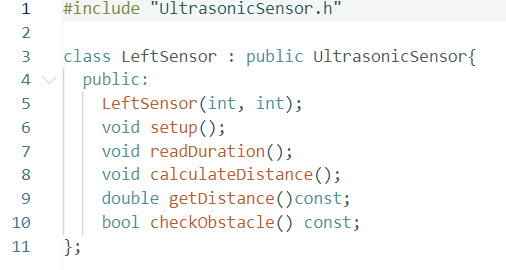 1 #include "UltrasonicSensor.h"
2
3 class LeftSensor : public UltrasonicSensor{
4 public:
5 LeftSensor(int, int);
6 void setup();
7 void readDuration();
8 void calculateDistance();
9 double getDistance()const;
10 bool checkObstacle() const;
11 };